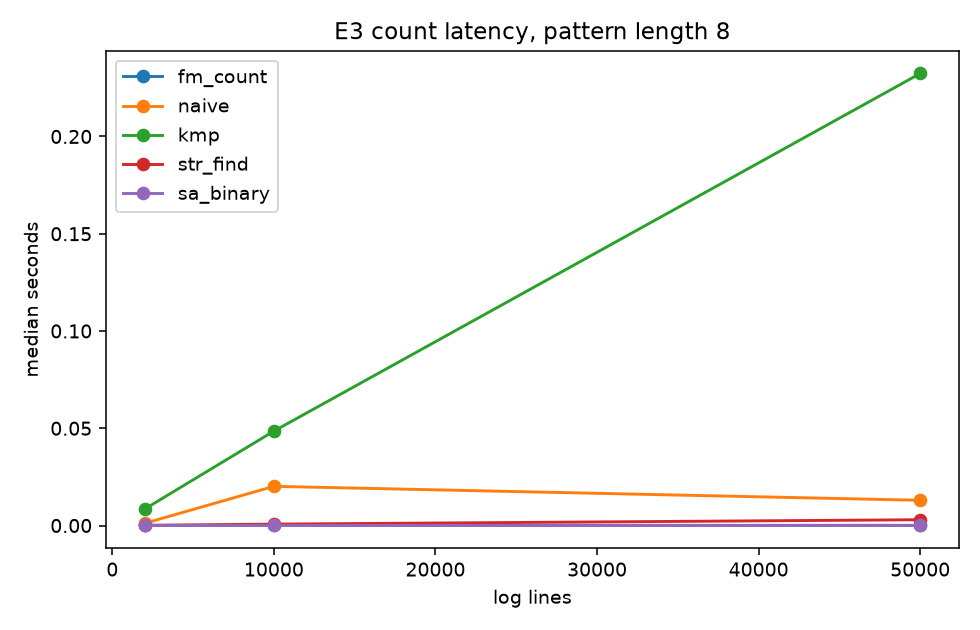 E3 count latency, pattern length 8
fm_count
naive
kmp
str_find
sa_binary
0.20
0.15
0.10
0.05
0.00
median seconds
0 10000 20000 30000 40000 50000
log lines